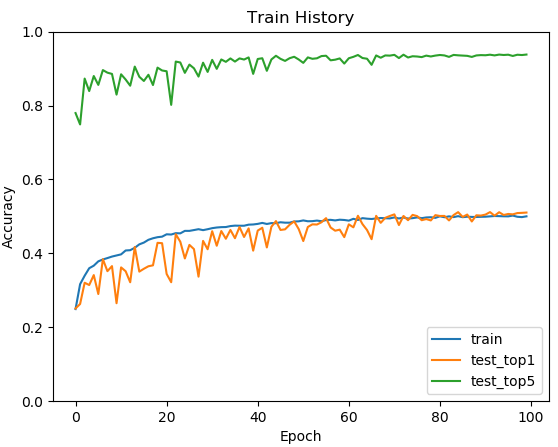 Train History
Accuracy
1.0
0.8
0.6
0.4
0.2
0.0
train
test_top1
test_top5
0 20 40 60 80 100
Epoch